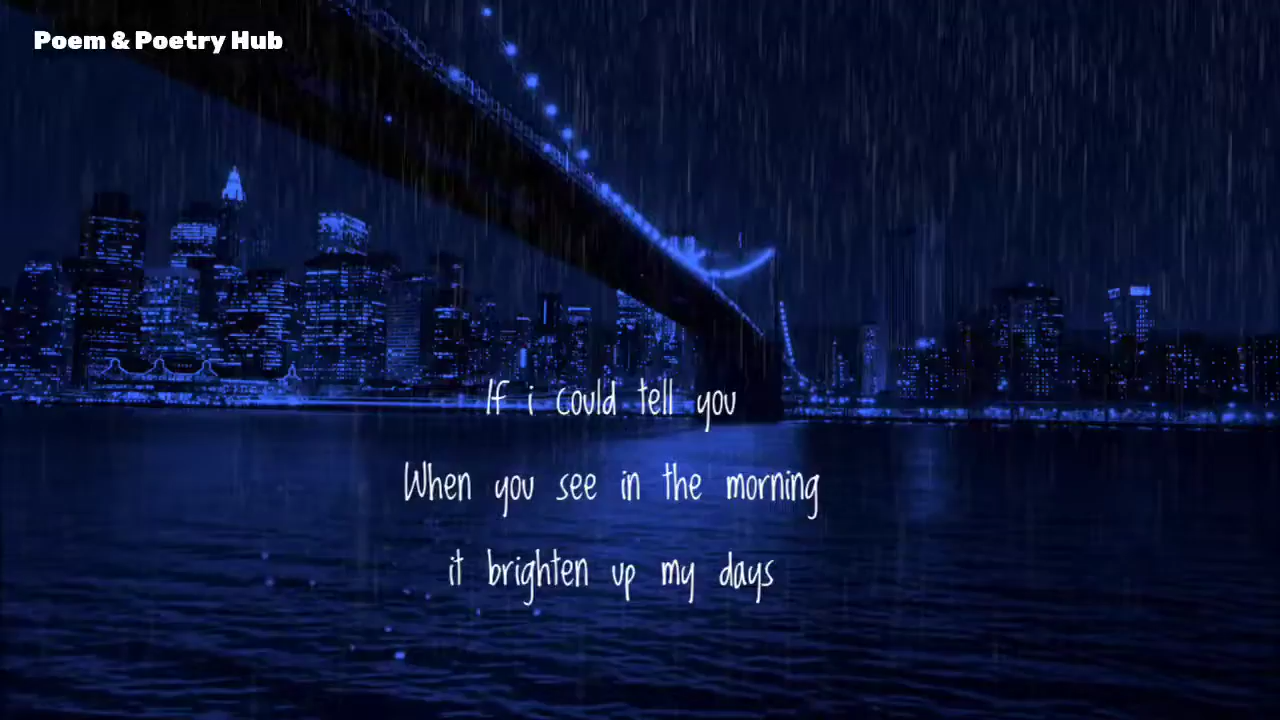 Poem & Poetry Hub
If i could tell you
When you see in the morning
it brighten up my days